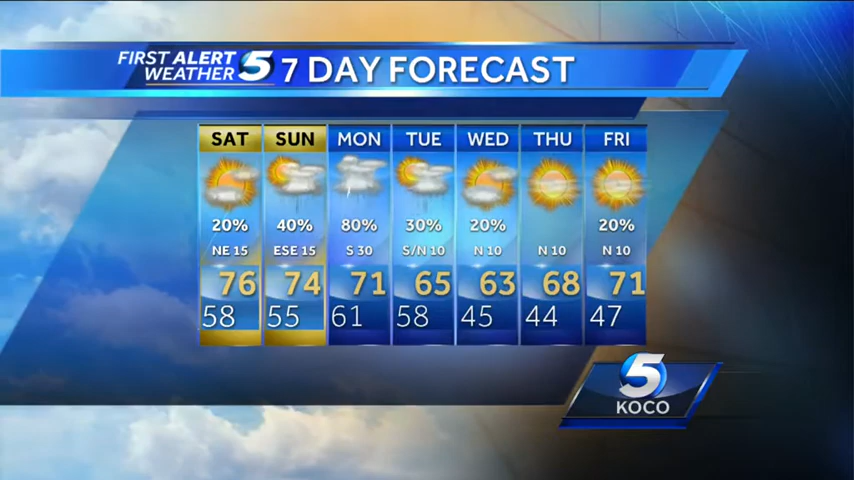 FIRST ALERT
WEATHER 5
7 DAY FORECAST
SAT SUN MON TUE WED THU FRI
20% 40% 80% 30% 20% 20%
NE 15 ESE 15 S 30 S/N 10 N 10 N 10 N 10
76 74 71 65 63 68 71
58 55 61 58 45 44 47
5
KOCO